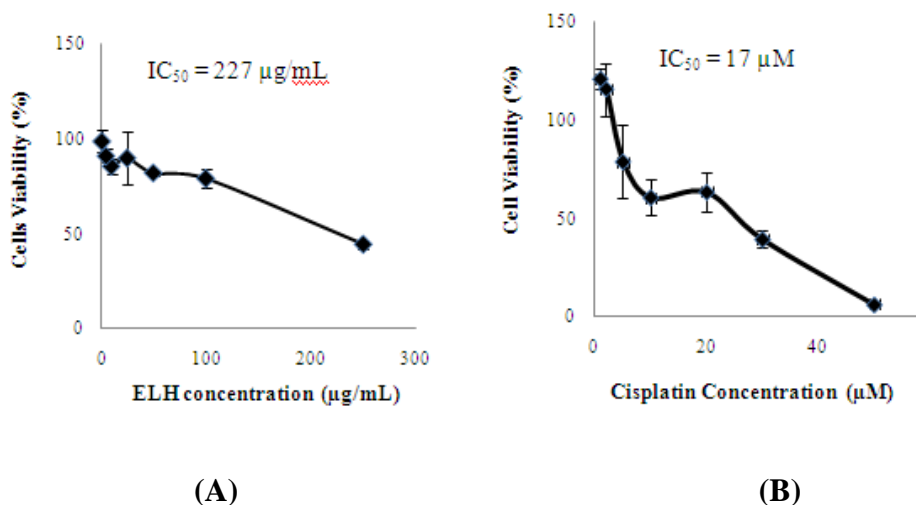 150
IC50 = 227 µg/mL
100
50
0
Cells Viability (%)
0 100 200 300
ELH concentration (µg/mL)
(A)
150
IC50 = 17 µM
100
50
0
Cell Viability (%)
0 20 40
Cisplatin Concentration (µM)
(B)